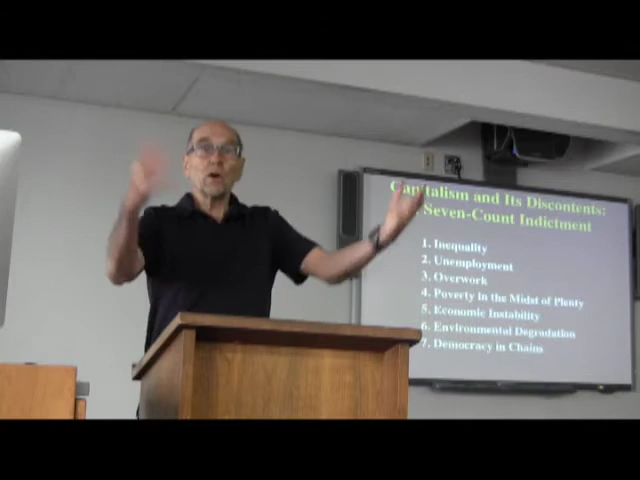 Capitalism and Its Discontents:
Seven-Count Indictment
1. Inequality
2. Unemployment
3. Overwork
4. Poverty in the Midst of Plenty
5. Economic Instability
6. Environmental Degradation
7. Democracy in Chains